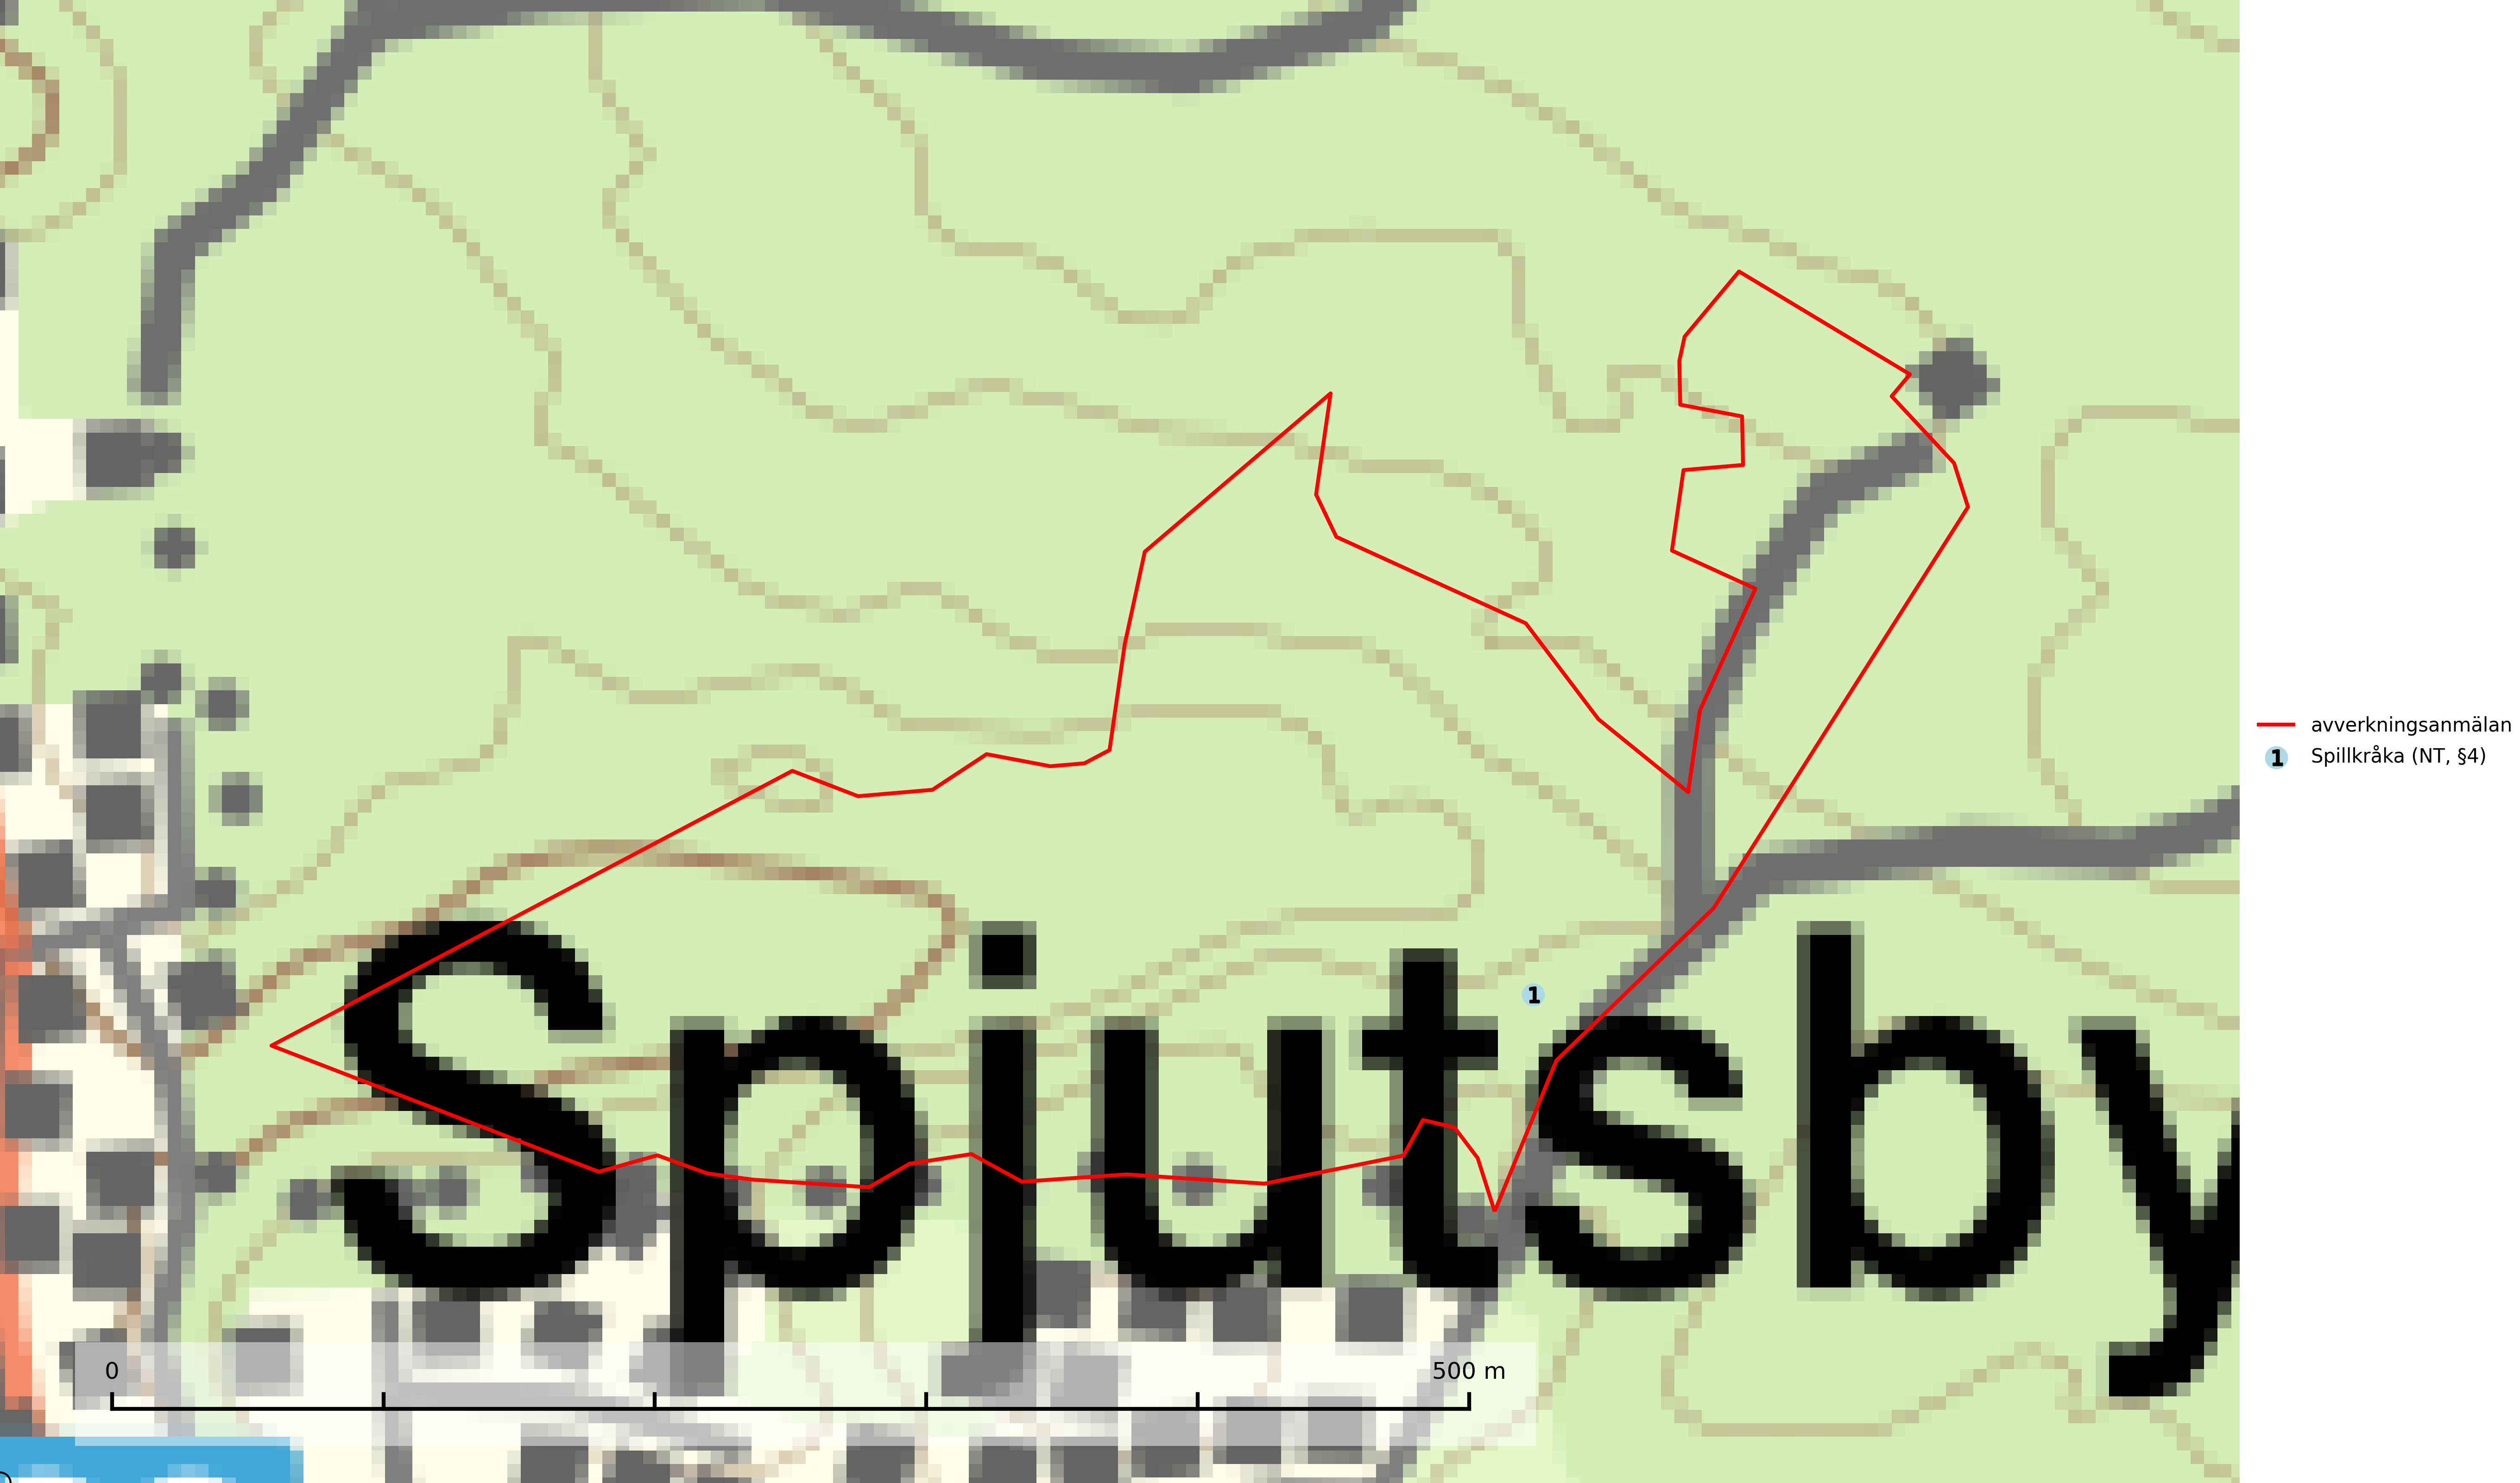 Spjutsby
1
0 500 m
avverkningsanmälan
1 Spillkråka (NT, §4)